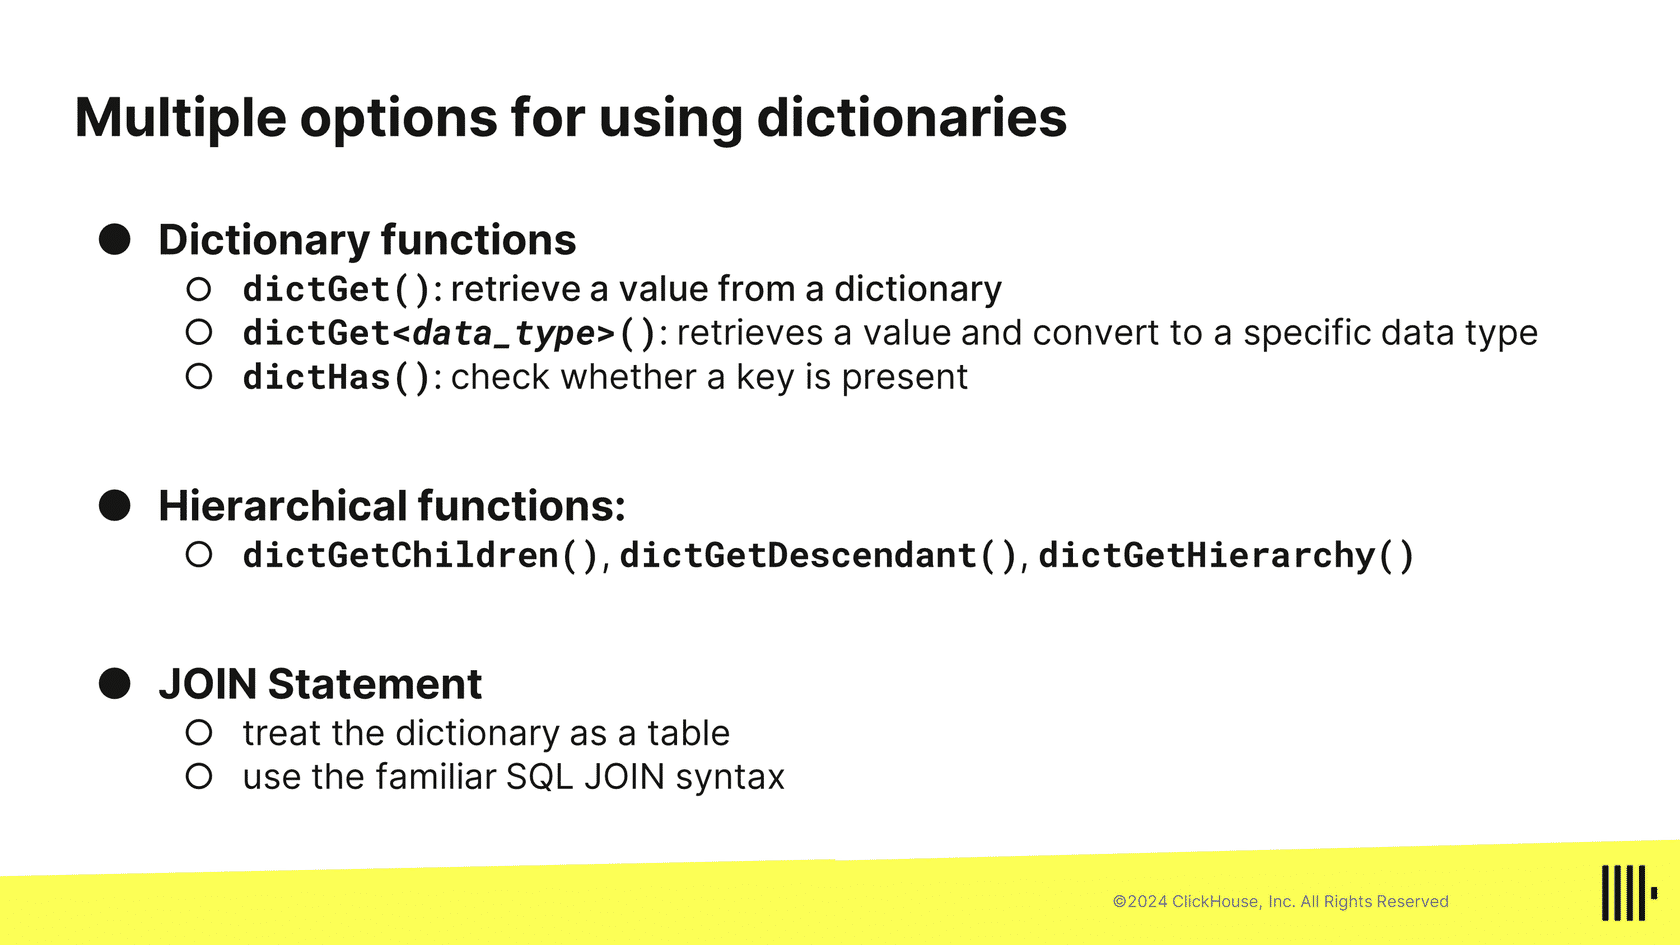 Multiple options for using dictionaries
● Dictionary functions
○ dictGet(): retrieve a value from a dictionary
○ dictGet<data_type>(): retrieves a value and convert to a specific data type
○ dictHas(): check whether a key is present
● Hierarchical functions:
○ dictGetChildren(), dictGetDescendant(), dictGetHierarchy()
● JOIN Statement
○ treat the dictionary as a table
○ use the familiar SQL JOIN syntax
©2024 ClickHouse, Inc. All Rights Reserved